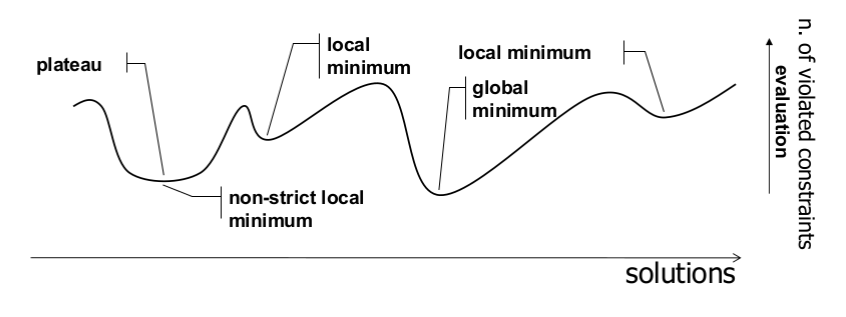 plateau
local
minimum
local minimum
global
minimum
non-strict local
minimum
evaluation
n. of violated constraints
solutions